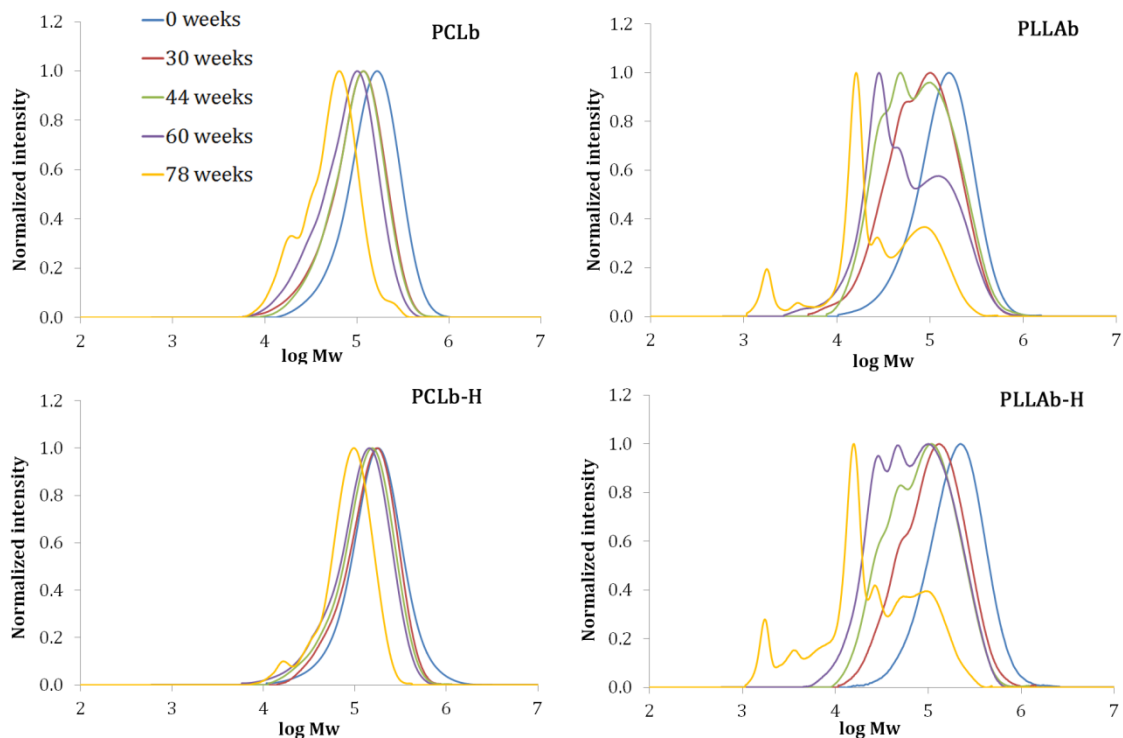 0 weeks
30 weeks
44 weeks
60 weeks
78 weeks
PCLb
Normalized intensity
1.2
1.0
0.8
0.6
0.4
0.2
0.0
2 3 4 5 6 7
log Mw
PLLAb
Normalized intensity
1.2
1.0
0.8
0.6
0.4
0.2
0.0
2 3 4 5 6 7
log Mw
PCLb-H
Normalized intensity
1.2
1.0
0.8
0.6
0.4
0.2
0.0
2 3 4 5 6 7
log Mw
PLLAb-H
Normalized intensity
1.2
1.0
0.8
0.6
0.4
0.2
0.0
2 3 4 5 6 7
log Mw